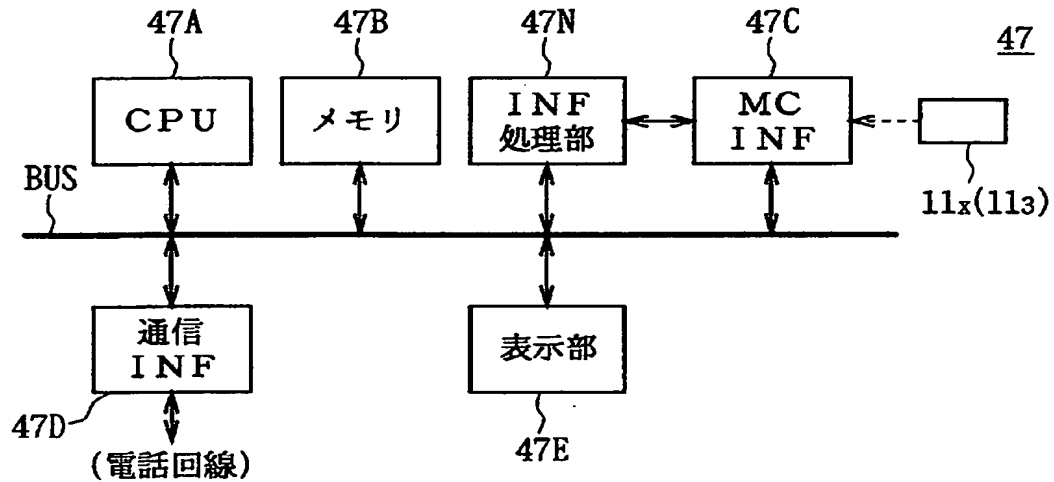 47A
47B
47N
47C
47
CPU
メモリ
INF
処理部
MC
INF
BUS
11x(113)
通信
INF
表示部
47D
47E
(電話回線)